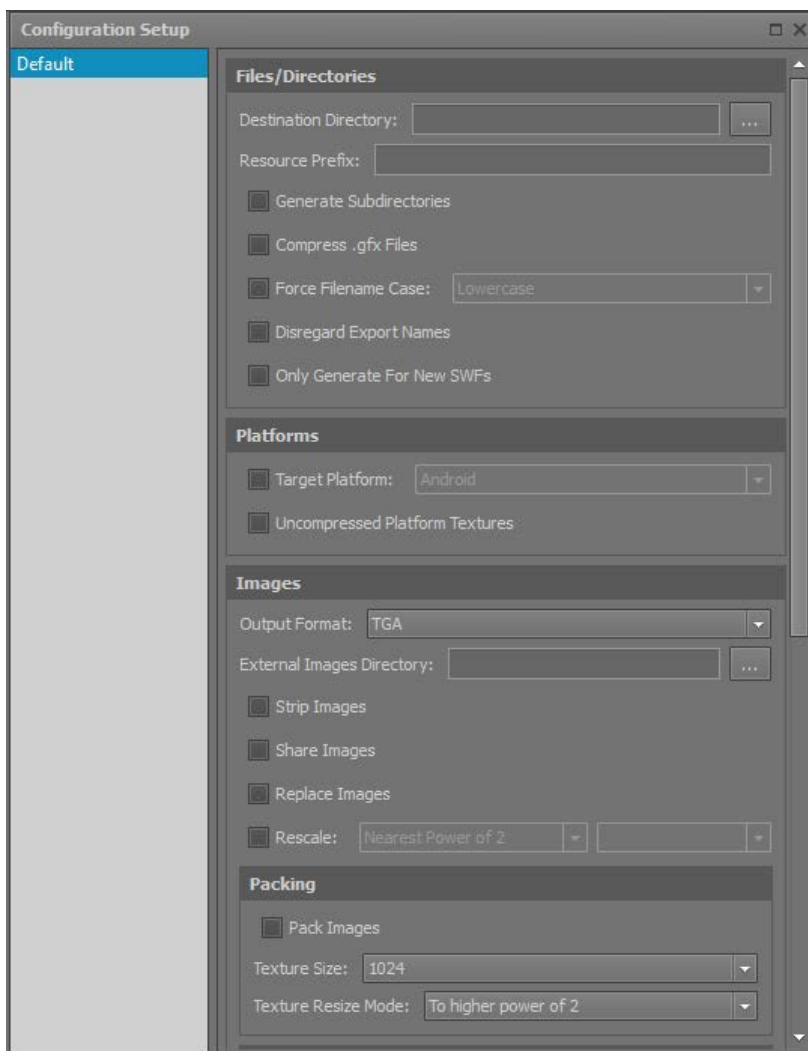 Configuration Setup
Default
Files/Directories
Destination Directory:
...
Resource Prefix:
Generate Subdirectories
Compress .gfx Files
Force Filename Case: Lowercase
Disregard Export Names
Only Generate For New SWFs
Platforms
Target Platform: Android
Uncompressed Platform Textures
Images
Output Format: TGA
External Images Directory:
...
Strip Images
Share Images
Replace Images
Rescale: Nearest Power of 2
Packing
Pack Images
Texture Size: 1024
Texture Resize Mode: To higher power of 2